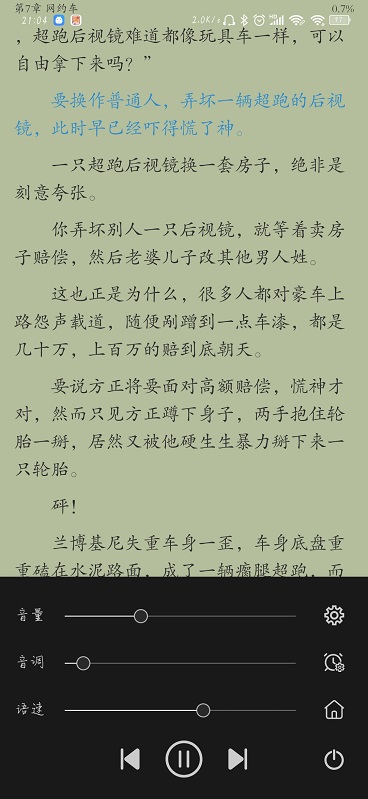 第7章 网约车
0.7%
21:04
2.0K/s
，超跑后视镜难道都像玩具车一样，可以
自由拿下来吗？”
要换作普通人，弄坏一辆超跑的后视
镜，此时早已经吓得慌了神。
一只超跑后视镜换一套房子，绝非是
刻意夸张。
你弄坏别人一只后视镜，就等着卖房
子赔偿，然后老婆儿子改其他男人姓。
这也正是为什么，很多人都对豪车上
路怨声载道，随便剐蹭到一点车漆，都是
几十万，上百万的赔到底朝天。
要说方正将要面对高额赔偿，慌神才
对，然而只见方正蹲下身子，两手抱住轮
胎一掰，居然又被他硬生生暴力掰下来一
只轮胎。
砰！
兰博基尼失重车身一歪，车身底盘重
重磕在水泥路面，成了一辆瘸腿超跑，而
音量
音调
语速